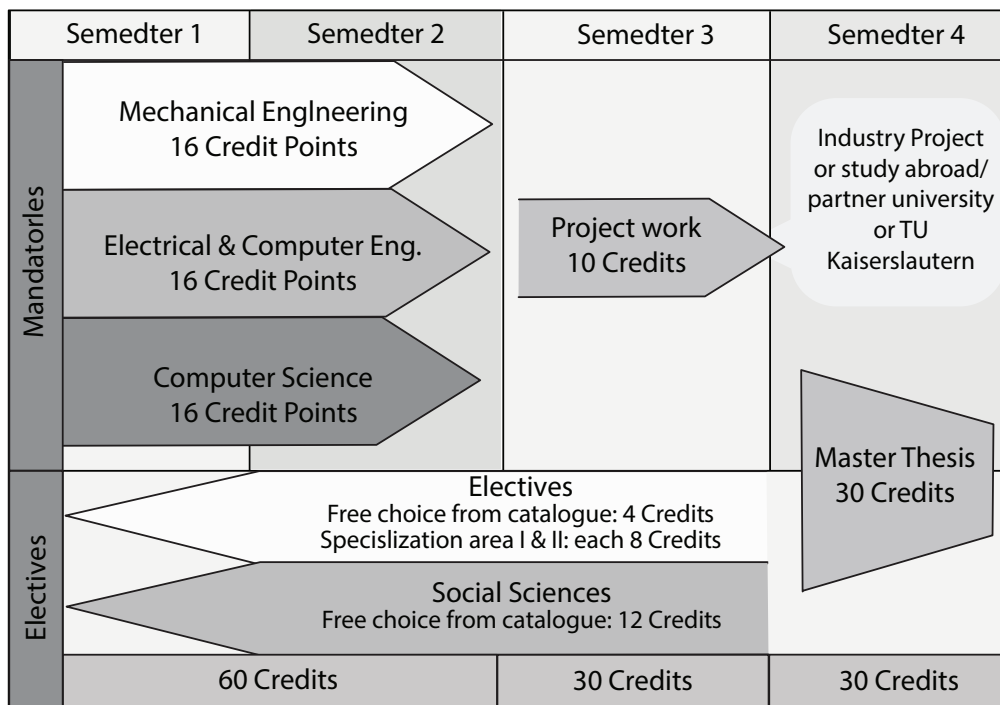 Semedter 1
Semedter 2
Semedter 3
Semedter 4
Mandatorles
Mechanical Englneering
16 Credit Points
Electrical & Computer Eng.
16 Credit Points
Computer Science
16 Credit Points
Project work
10 Credits
Industry Project
or study abroad/
partner university
or TU
Kaiserslautern
Master Thesis
30 Credits
Electives
Electives
Free choice from catalogue: 4 Credits
Specislization area I & II: each 8 Credits
Social Sciences
Free choice from catalogue: 12 Credits
60 Credits
30 Credits
30 Credits